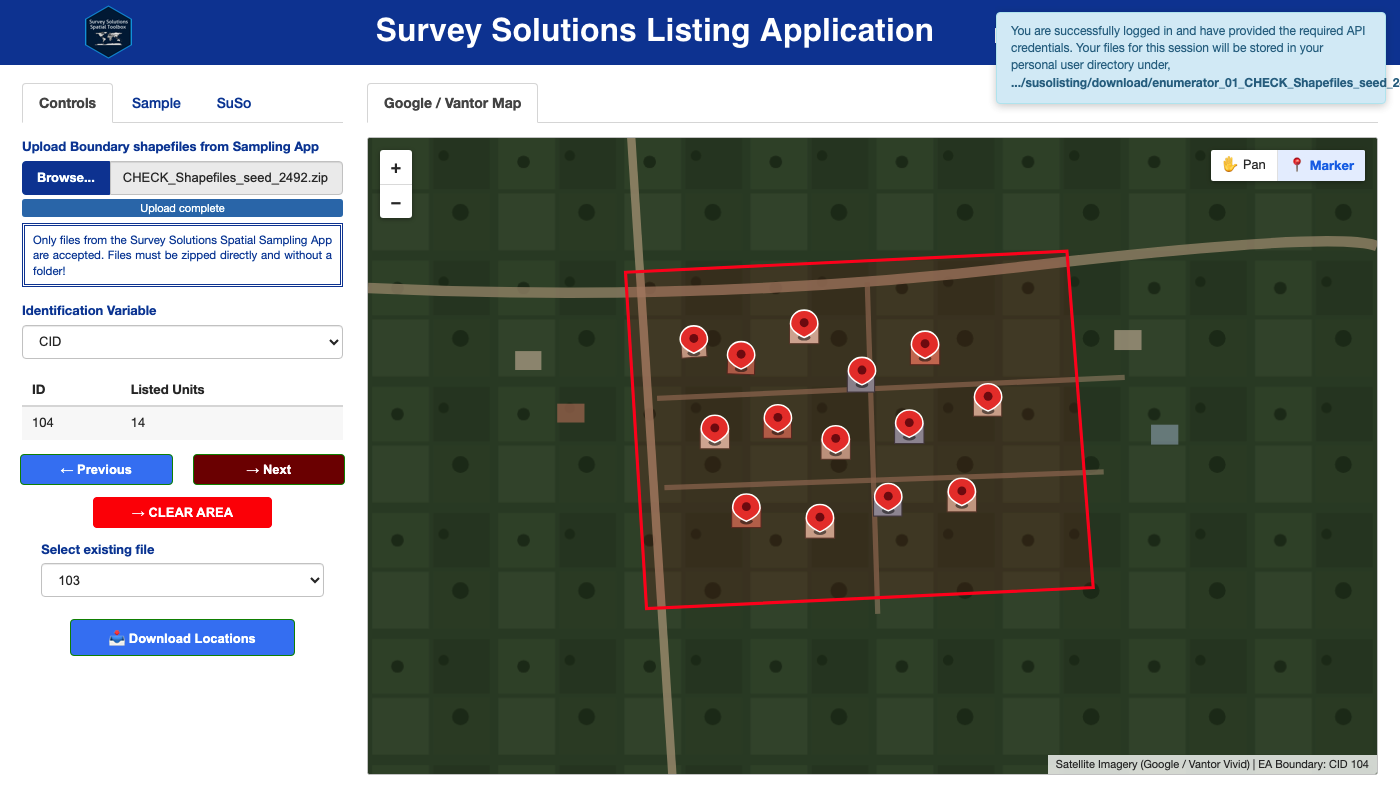 Survey Solutions
Spatial Toolbox
Survey Solutions Listing Application
You are successfully logged in and have provided the required API
credentials. Your files for this session will be stored in your
personal user directory under,
.../susolisting/download/enumerator_01_CHECK_Shapefiles_seed_2
Controls
Sample
SuSo
Google / Vantor Map
Upload Boundary shapefiles from Sampling App
Browse... CHECK_Shapefiles_seed_2492.zip
Upload complete
Only files from the Survey Solutions Spatial Sampling App
are accepted. Files must be zipped directly and without a
folder!
Identification Variable
CID
ID Listed Units
104 14
← Previous
→ Next
→ CLEAR AREA
Select existing file
103
Download Locations
+
−
Pan
Marker
Satellite Imagery (Google / Vantor Vivid) | EA Boundary: CID 104